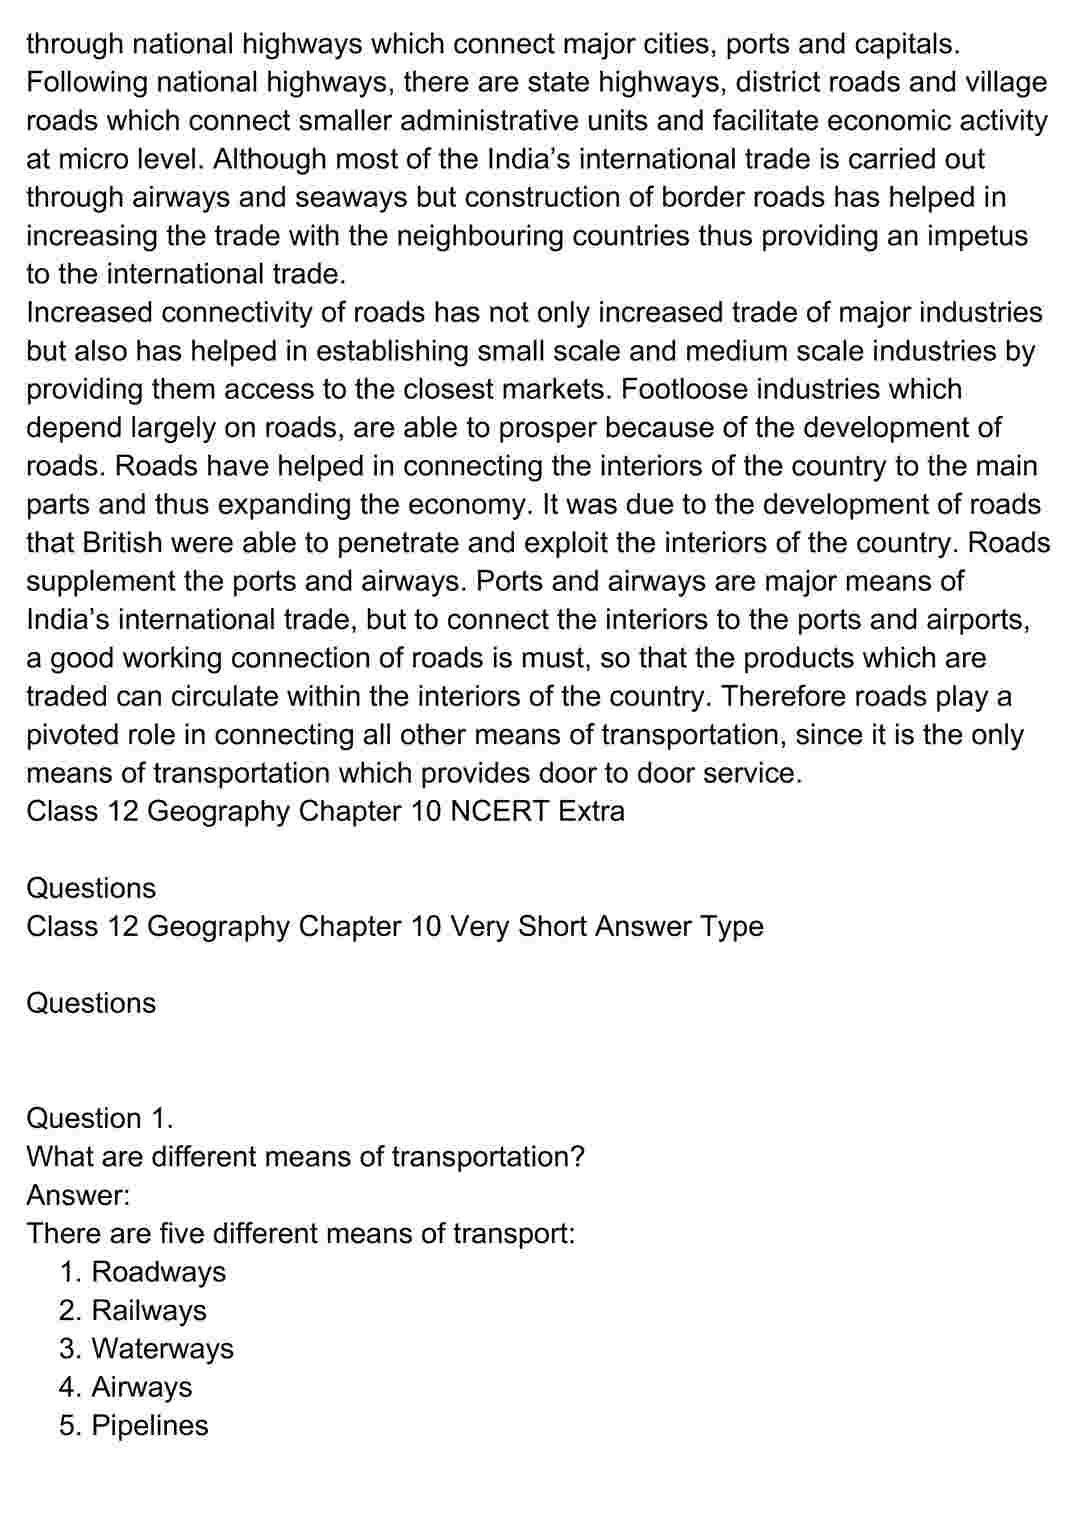 through national highways which connect major cities, ports and capitals.
Following national highways, there are state highways, district roads and village
roads which connect smaller administrative units and facilitate economic activity
at micro level. Although most of the India’s international trade is carried out
through airways and seaways but construction of border roads has helped in
increasing the trade with the neighbouring countries thus providing an impetus
to the international trade.
Increased connectivity of roads has not only increased trade of major industries
but also has helped in establishing small scale and medium scale industries by
providing them access to the closest markets. Footloose industries which
depend largely on roads, are able to prosper because of the development of
roads. Roads have helped in connecting the interiors of the country to the main
parts and thus expanding the economy. It was due to the development of roads
that British were able to penetrate and exploit the interiors of the country. Roads
supplement the ports and airways. Ports and airways are major means of
India’s international trade, but to connect the interiors to the ports and airports,
a good working connection of roads is must, so that the products which are
traded can circulate within the interiors of the country. Therefore roads play a
pivoted role in connecting all other means of transportation, since it is the only
means of transportation which provides door to door service.
Class 12 Geography Chapter 10 NCERT Extra
Questions
Class 12 Geography Chapter 10 Very Short Answer Type
Questions
Question 1.
What are different means of transportation?
Answer:
There are five different means of transport:
1. Roadways
2. Railways
3. Waterways
4. Airways
5. Pipelines